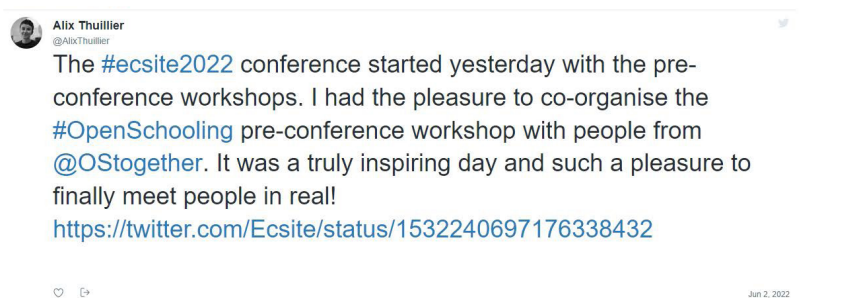 Alix Thuillier
@AlixThuillier
The #ecsite2022 conference started yesterday with the pre-
conference workshops. I had the pleasure to co-organise the
#OpenSchooling pre-conference workshop with people from
@OStogether. It was a truly inspiring day and such a pleasure to
finally meet people in real!
https://twitter.com/Ecsite/status/1532240697176338432
Jun 2, 2022